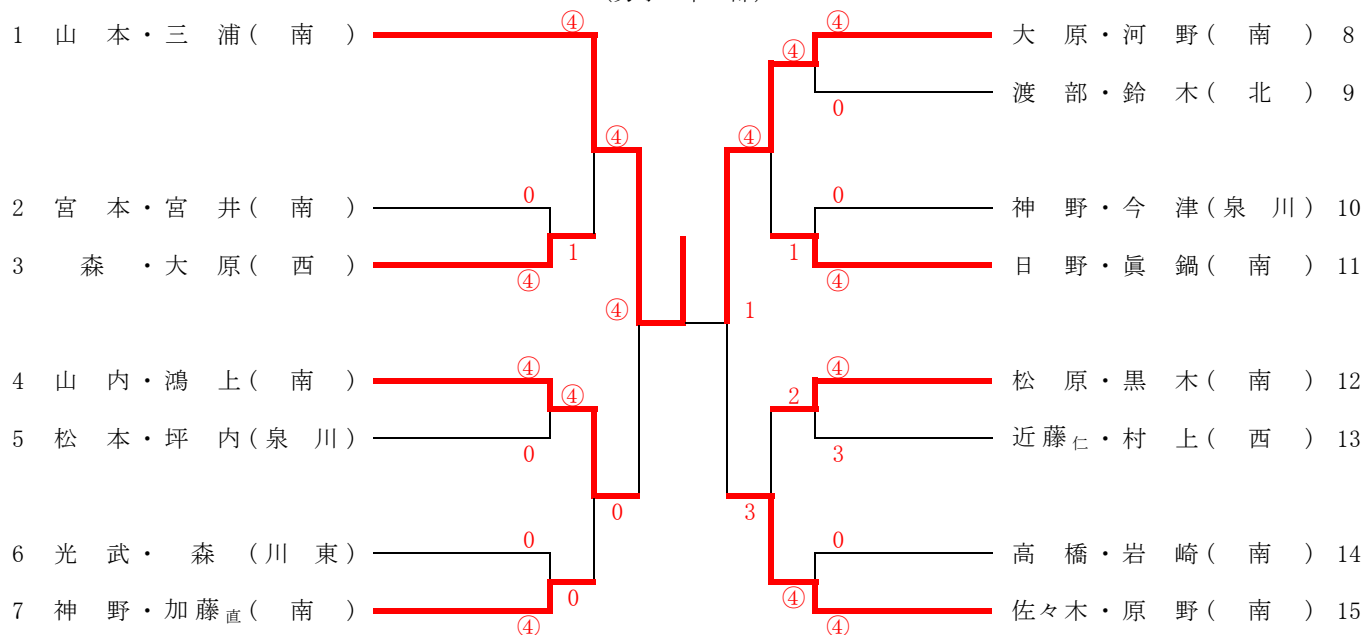 1 山本・三浦(南) ④ ④ 大原・河野(南) 8
④
渡部・鈴木(北) 9
0
④ ④
2 宮本・宮井(南) 0 0 神野・今津(泉川) 10
3 森・大原(西) ④ 1 1 ④ 日野・眞鍋(南) 11
④ 1
4 山内・鴻上(南) ④ ④ 松原・黒木(南) 12
④ 2
5 松本・坪内(泉川) 0 3 近藤仁・村上(西) 13
0 3
6 光武・森(川東) 0 0 高橋・岩崎(南) 14
0 ④
7 神野・加藤直(南) ④ ④ 佐々木・原野(南) 15